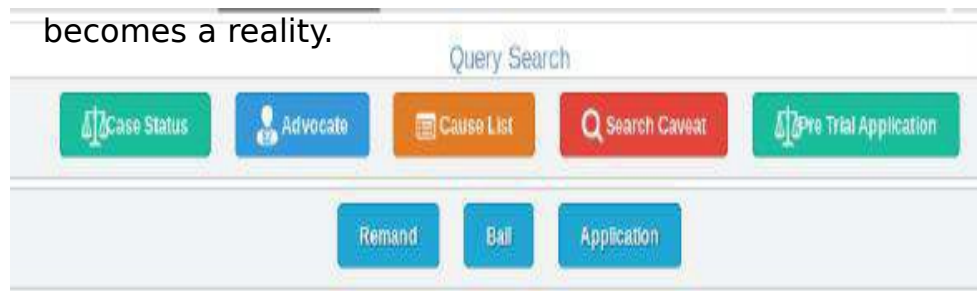 becomes a reality.
Query Search
Case Status Advocate Cause List Search Caveat Pre Trial Application
Remand Bail Application